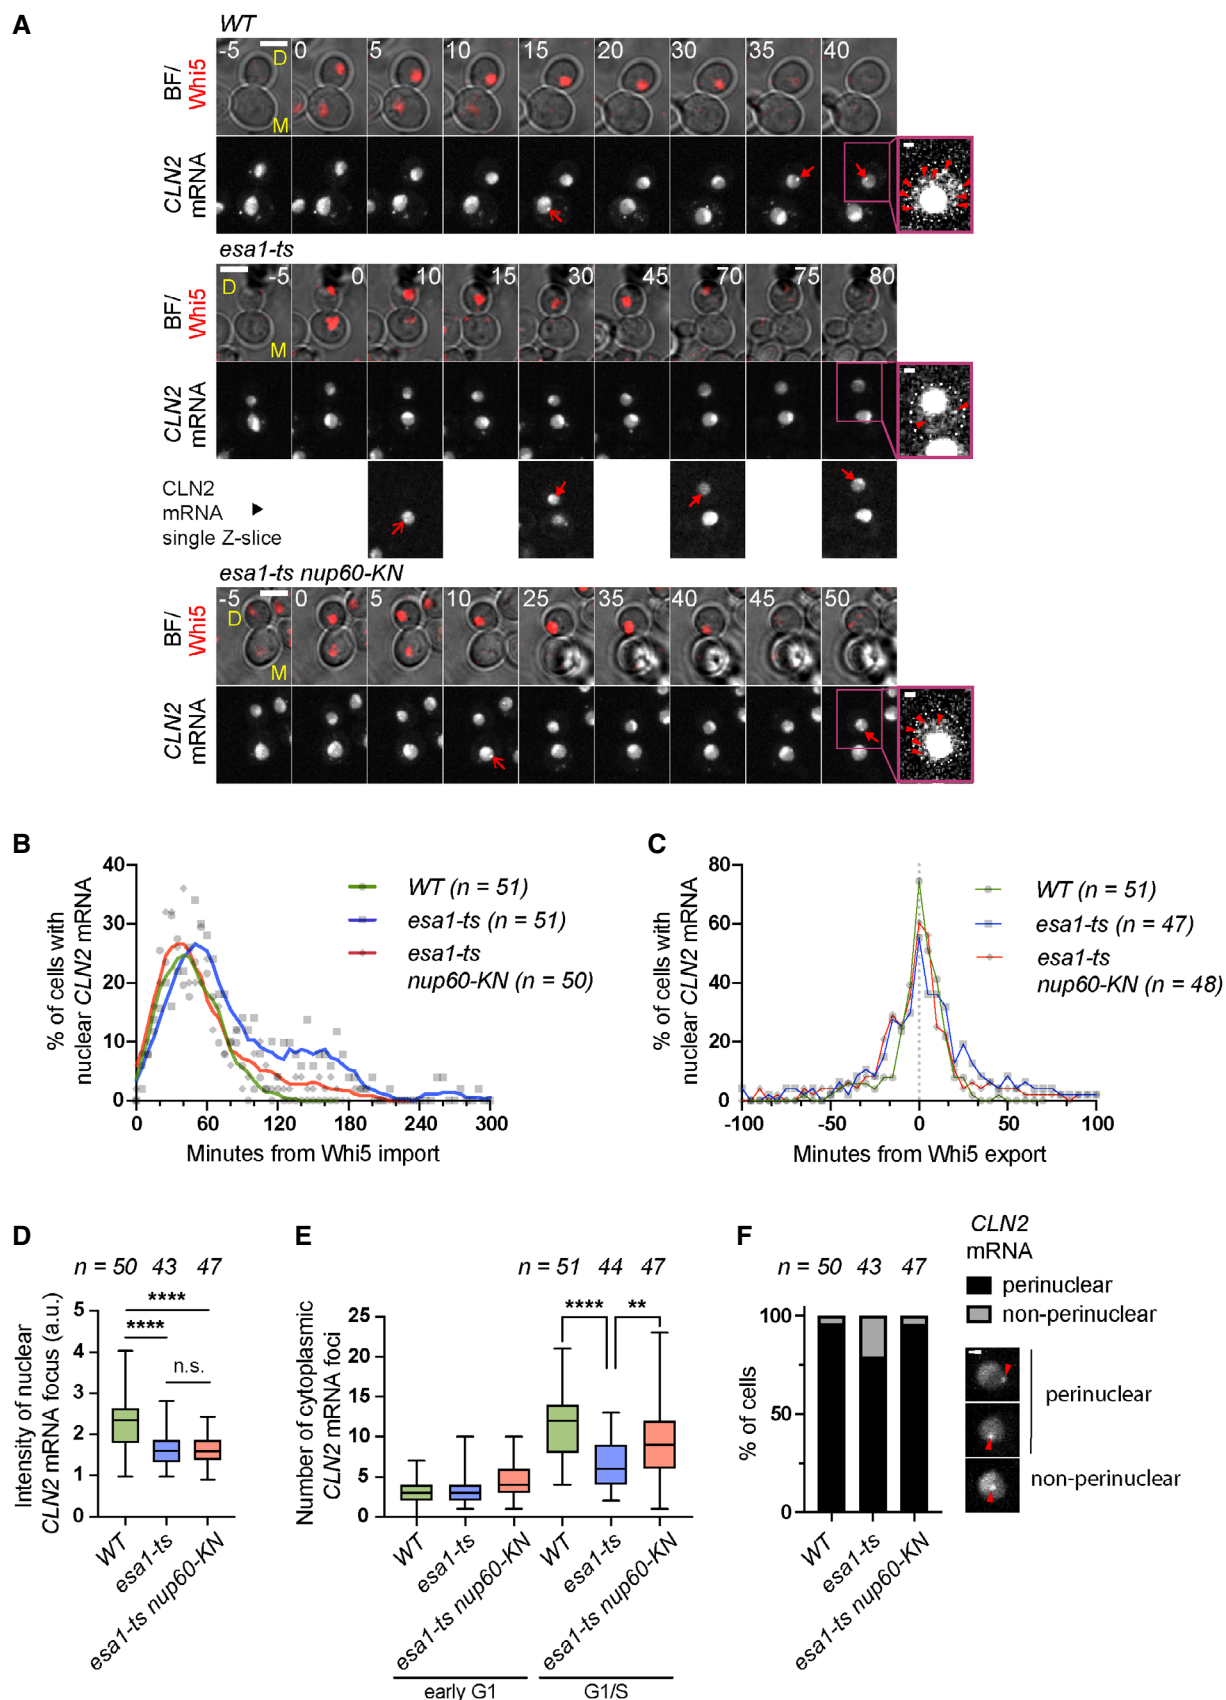 A
WT
BF/
Whi5
-5 0 5 10 15 20 30 35 40
D
M
CLN2
mRNA
esa1-ts
BF/
Whi5
-5 0 10 15 30 45 70 75 80
D
M
CLN2
mRNA
CLN2
mRNA
single Z-slice
esa1-ts nup60-KN
BF/
Whi5
-5 0 5 10 25 35 40 45 50
D
M
CLN2
mRNA
B
% of cells with
nuclear CLN2 mRNA
40
30
20
10
0
0 60 120 180 240 300
Minutes from Whi5 import
WT (n = 51)
esa1-ts (n = 51)
esa1-ts
nup60-KN (n = 50)
C
% of cells with
nuclear CLN2 mRNA
80
60
40
20
0
-100 -50 0 50 100
Minutes from Whi5 export
WT (n = 51)
esa1-ts (n = 47)
esa1-ts
nup60-KN (n = 48)
D
n = 50 43 47
Intensity of nuclear
CLN2 mRNA focus (a.u.)
5
4
3
2
1
0
****
****
n.s.
WT
esa1-ts
esa1-ts nup60-KN
E
n = 51 44 47
Number of cytoplasmic
CLN2 mRNA foci
25
20
15
10
5
0
**** **
WT
esa1-ts
esa1-ts nup60-KN
WT
esa1-ts
esa1-ts nup60-KN
early G1
G1/S
F
n = 50 43 47
% of cells
100
50
0
WT
esa1-ts
esa1-ts nup60-KN
CLN2
mRNA
perinuclear
non-perinuclear
perinuclear
non-perinuclear